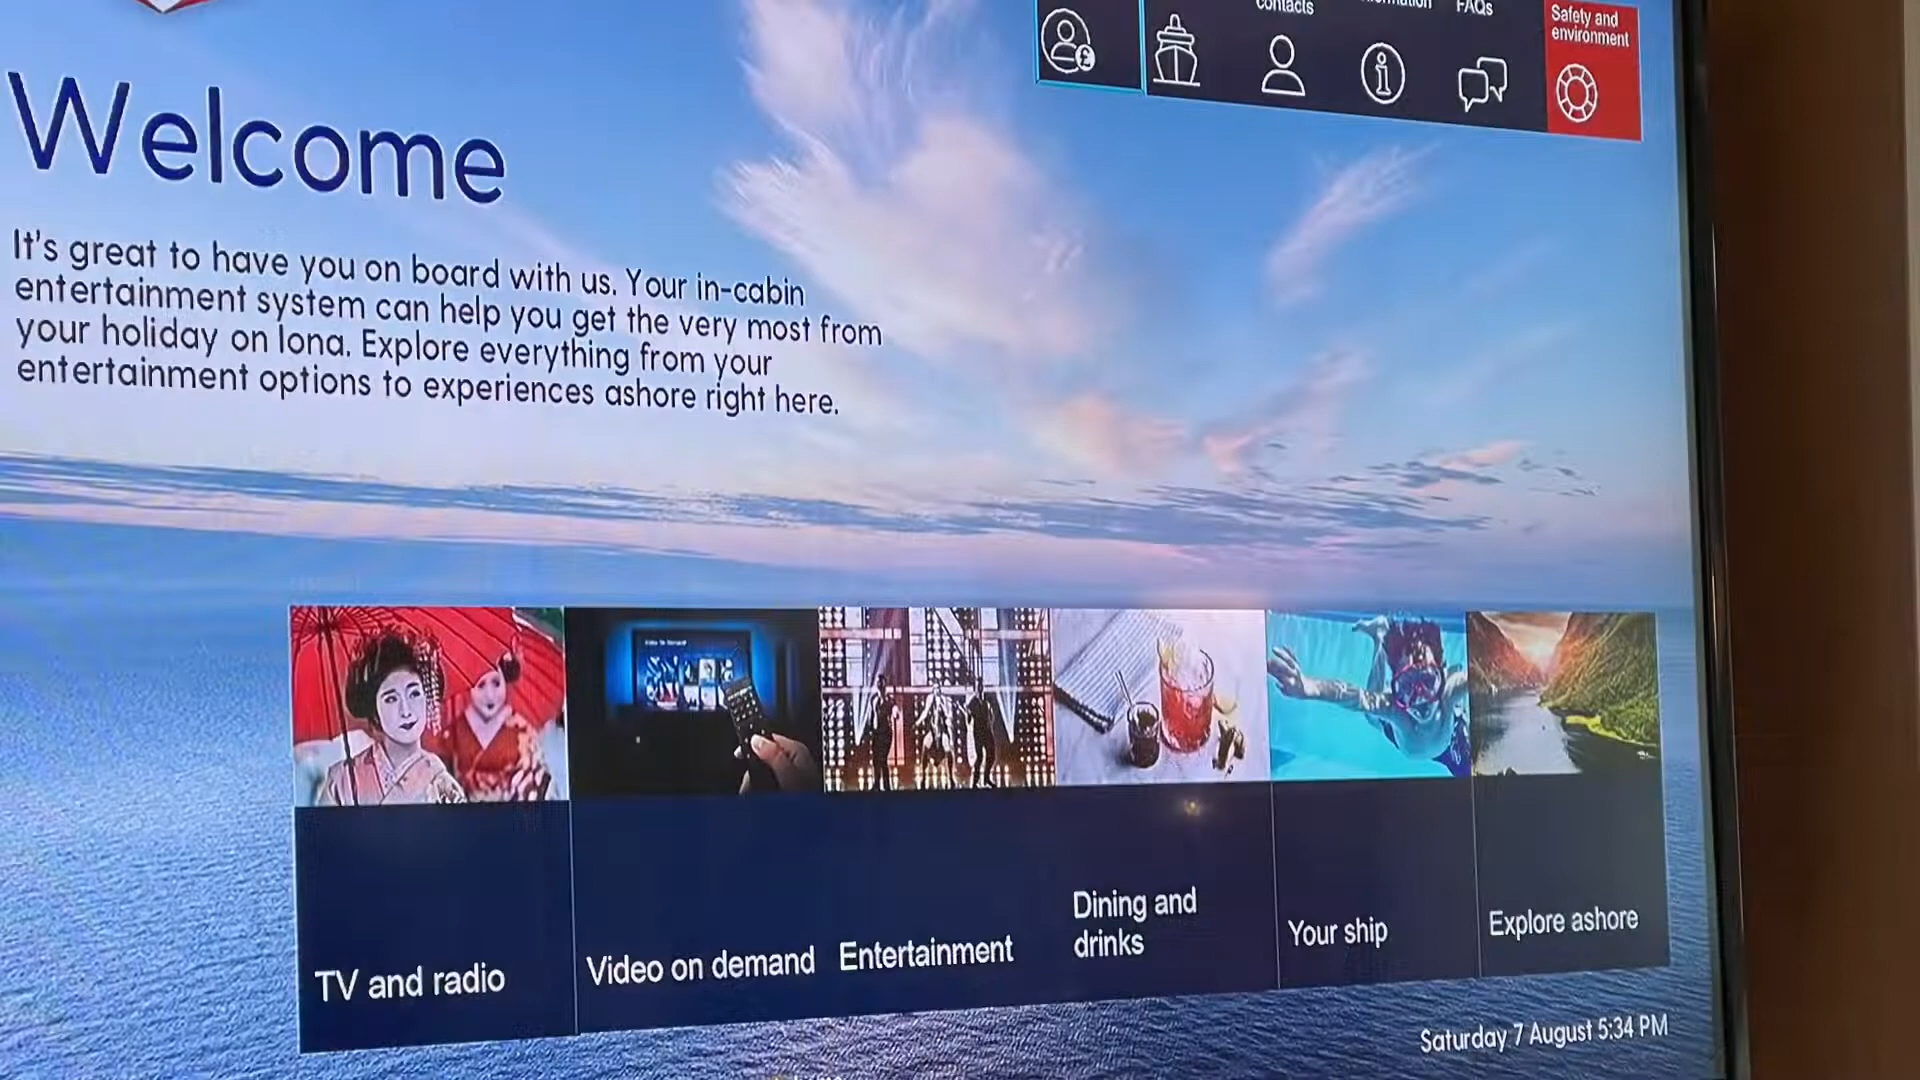 contacts
FAQs
Safety and
environment
Welcome
It's great to have you on board with us. Your in-cabin
entertainment system can help you get the very most from
your holiday on Iona. Explore everything from your
entertainment options to experiences ashore right here.
TV and radio
Video on demand
Entertainment
Dining and
drinks
Your ship
Explore ashore
Saturday 7 August 5:34 PM